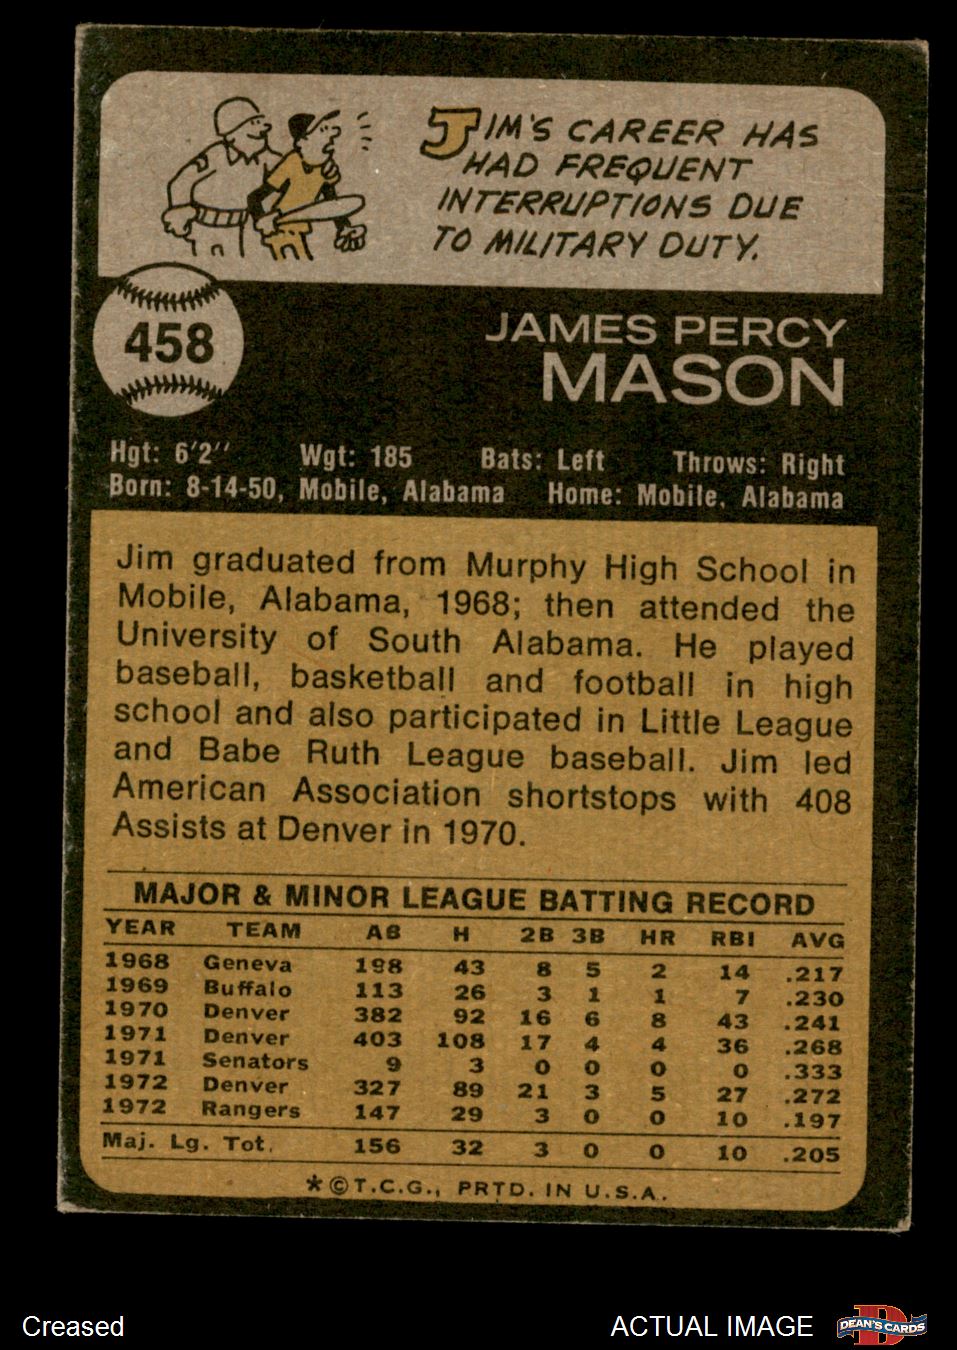 JIM'S CAREER HAS
HAD FREQUENT
INTERRUPTIONS DUE
TO MILITARY DUTY.
458
JAMES PERCY
MASON
Hgt: 6'2" Wgt: 185 Bats: Left Throws: Right
Born: 8-14-50, Mobile, Alabama Home: Mobile, Alabama
Jim graduated from Murphy High School in
Mobile, Alabama, 1968; then attended the
University of South Alabama. He played
baseball, basketball and football in high
school and also participated in Little League
and Babe Ruth League baseball. Jim led
American Association shortstops with 408
Assists at Denver in 1970.
MAJOR & MINOR LEAGUE BATTING RECORD
YEAR TEAM AB H 2B 3B HR RBI AVG
1968 Geneva 198 43 8 5 2 14 .217
1969 Buffalo 113 26 3 1 1 7 .230
1970 Denver 382 92 16 6 8 43 .241
1971 Denver 403 108 17 4 4 36 .268
1971 Senators 9 3 0 0 0 0 .333
1972 Denver 327 89 21 3 5 27 .272
1972 Rangers 147 29 3 0 0 10 .197
Maj. Lg. Tot. 156 32 3 0 0 10 .205
*©T.C.G., PRTD. IN U.S.A.
Creased ACTUAL IMAGE D DEAN'S CARDS